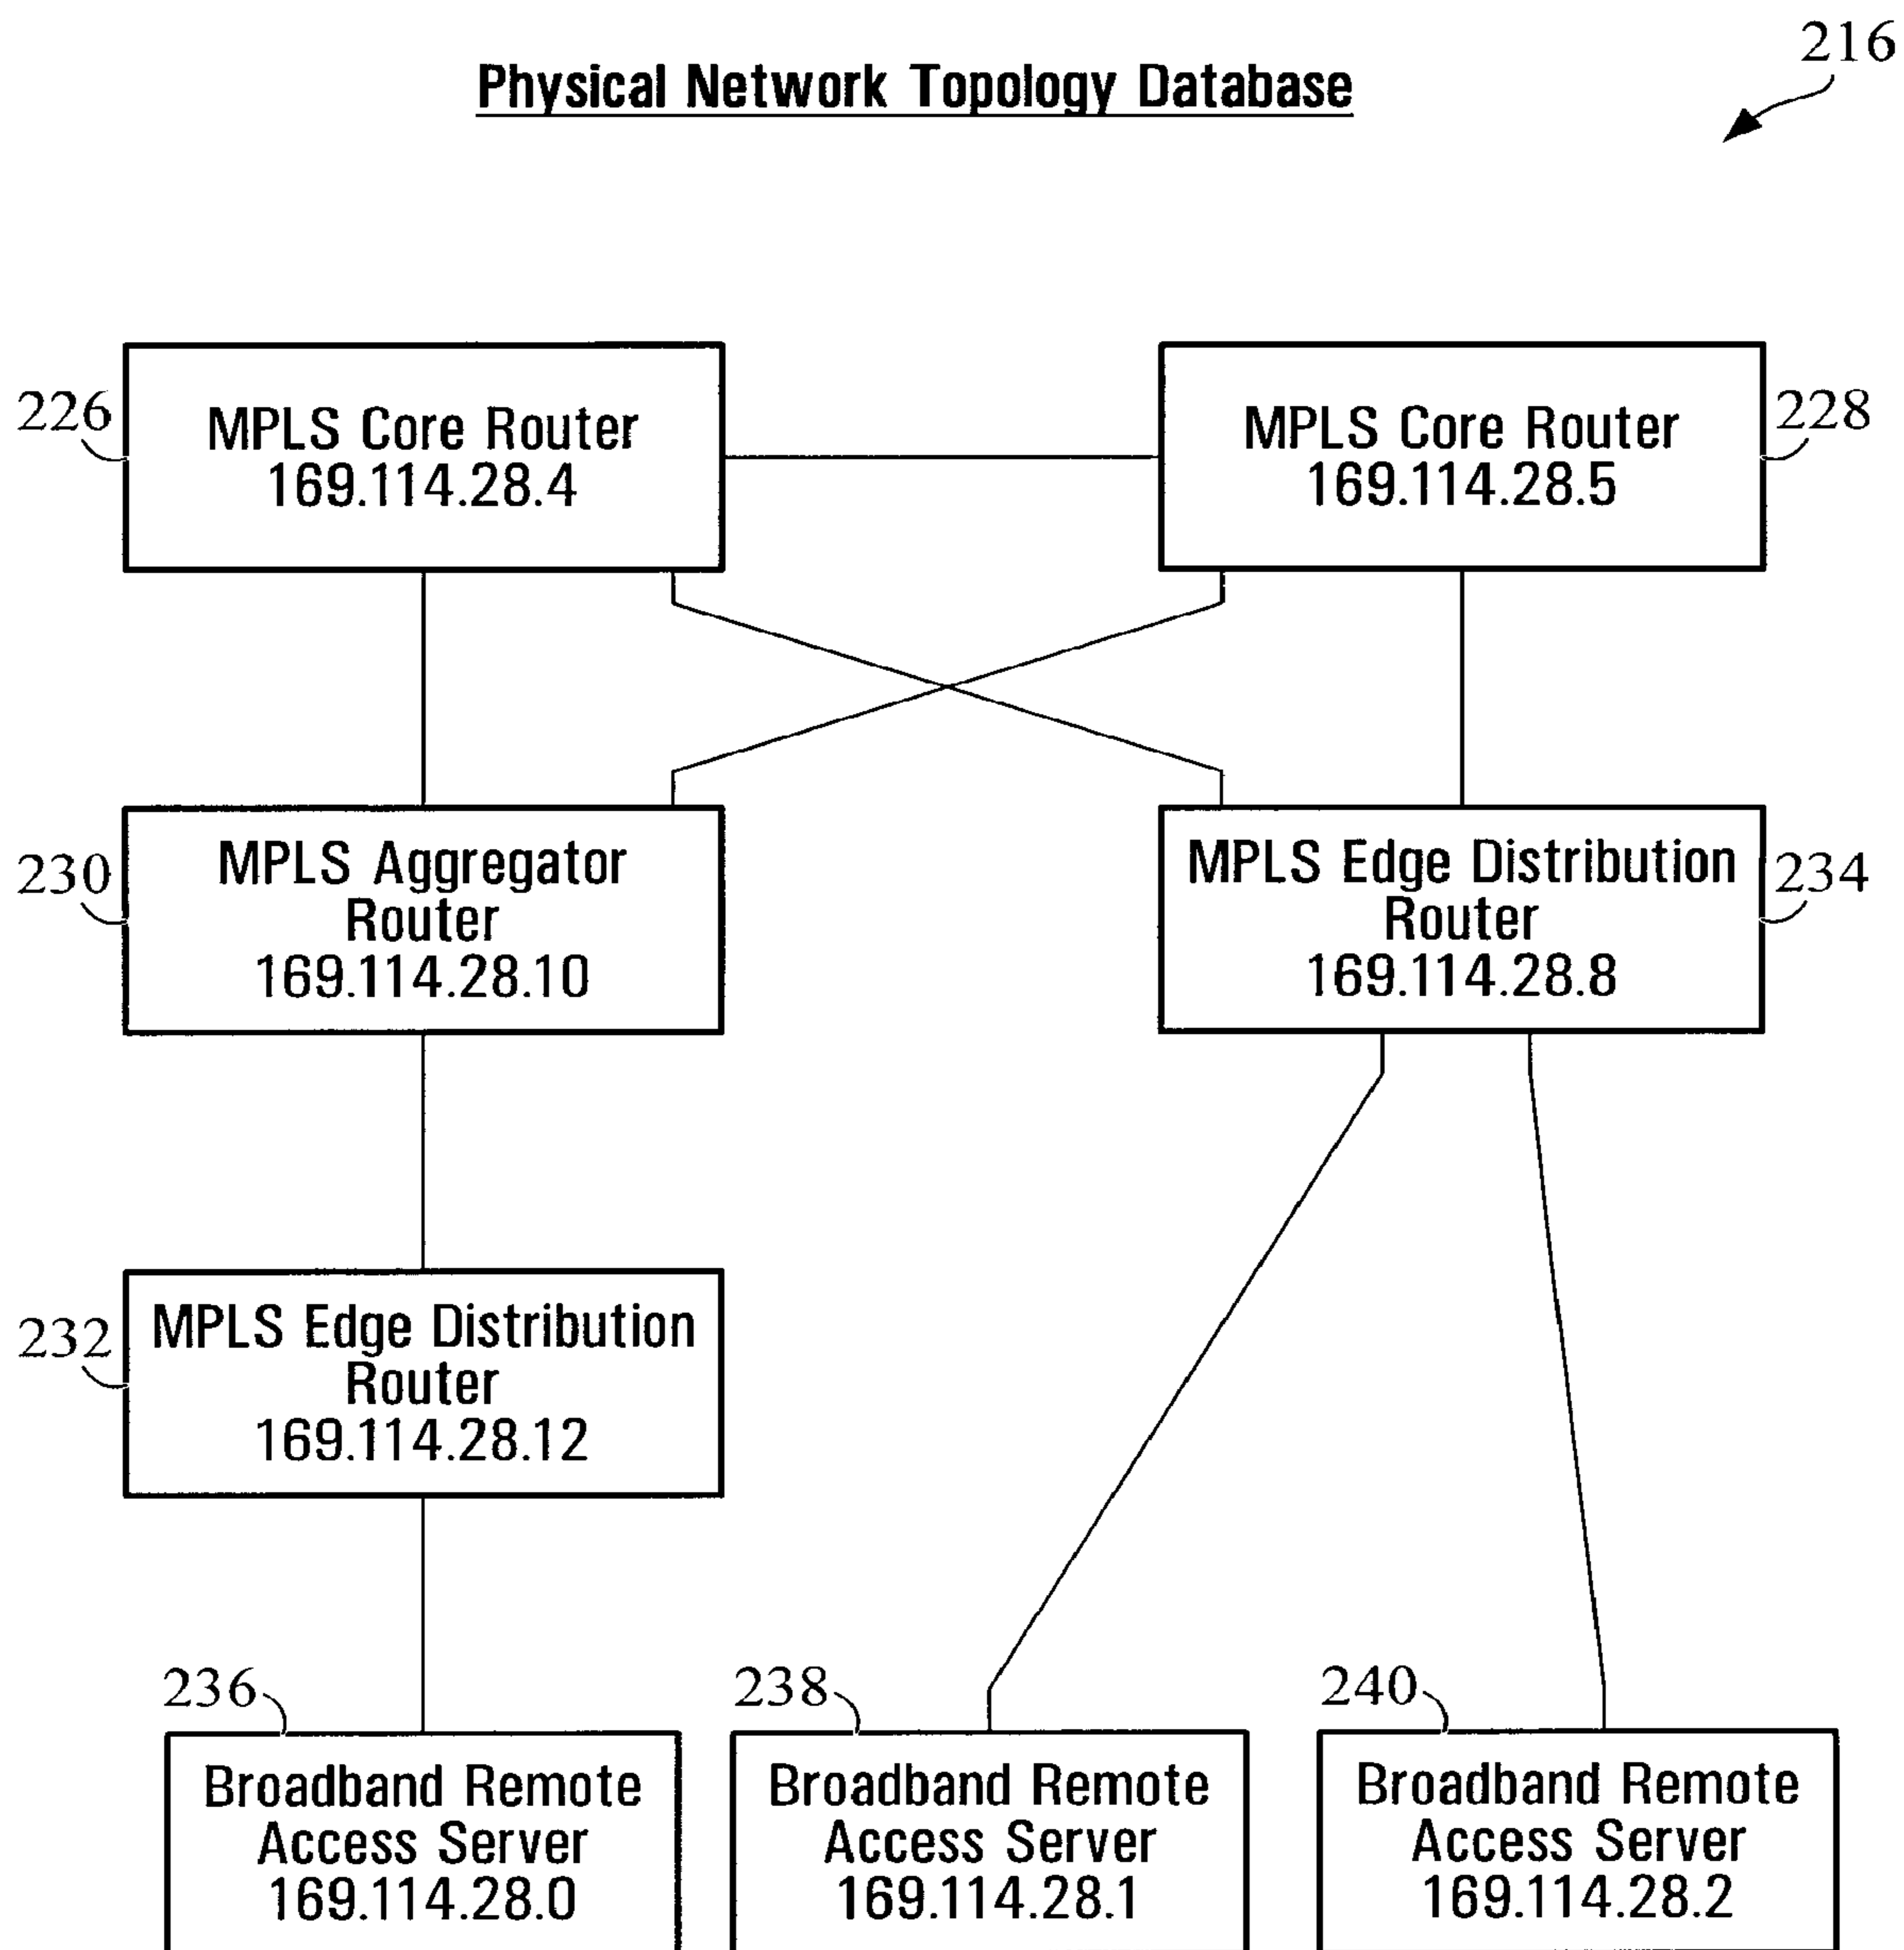 216
Physical Network Topology Database
226
MPLS Core Router
169.114.28.4
MPLS Core Router
169.114.28.5
228
230
MPLS Aggregator
Router
169.114.28.10
MPLS Edge Distribution
Router
169.114.28.8
234
232
MPLS Edge Distribution
Router
169.114.28.12
236
Broadband Remote
Access Server
169.114.28.0
238
Broadband Remote
Access Server
169.114.28.1
240
Broadband Remote
Access Server
169.114.28.2